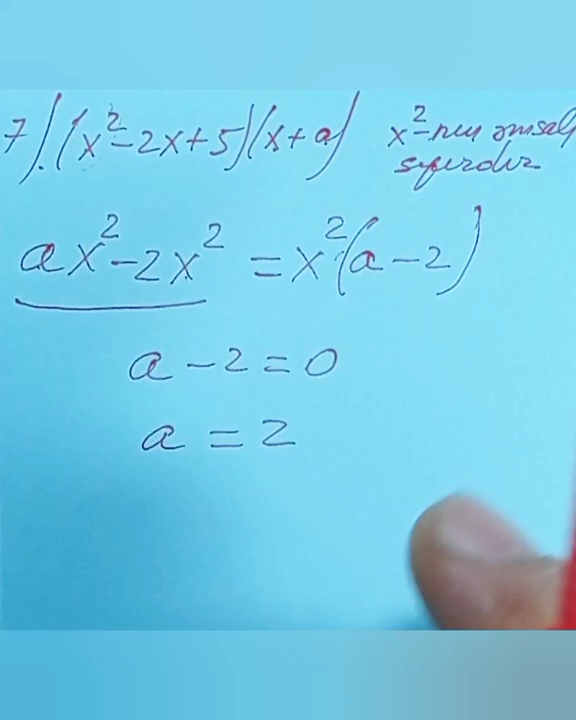 7). (x²-2x+5)(x+a) x²-nın əmsalı
sıfırdır
ax²-2x² = x²(a-2)
a-2=0
a=2